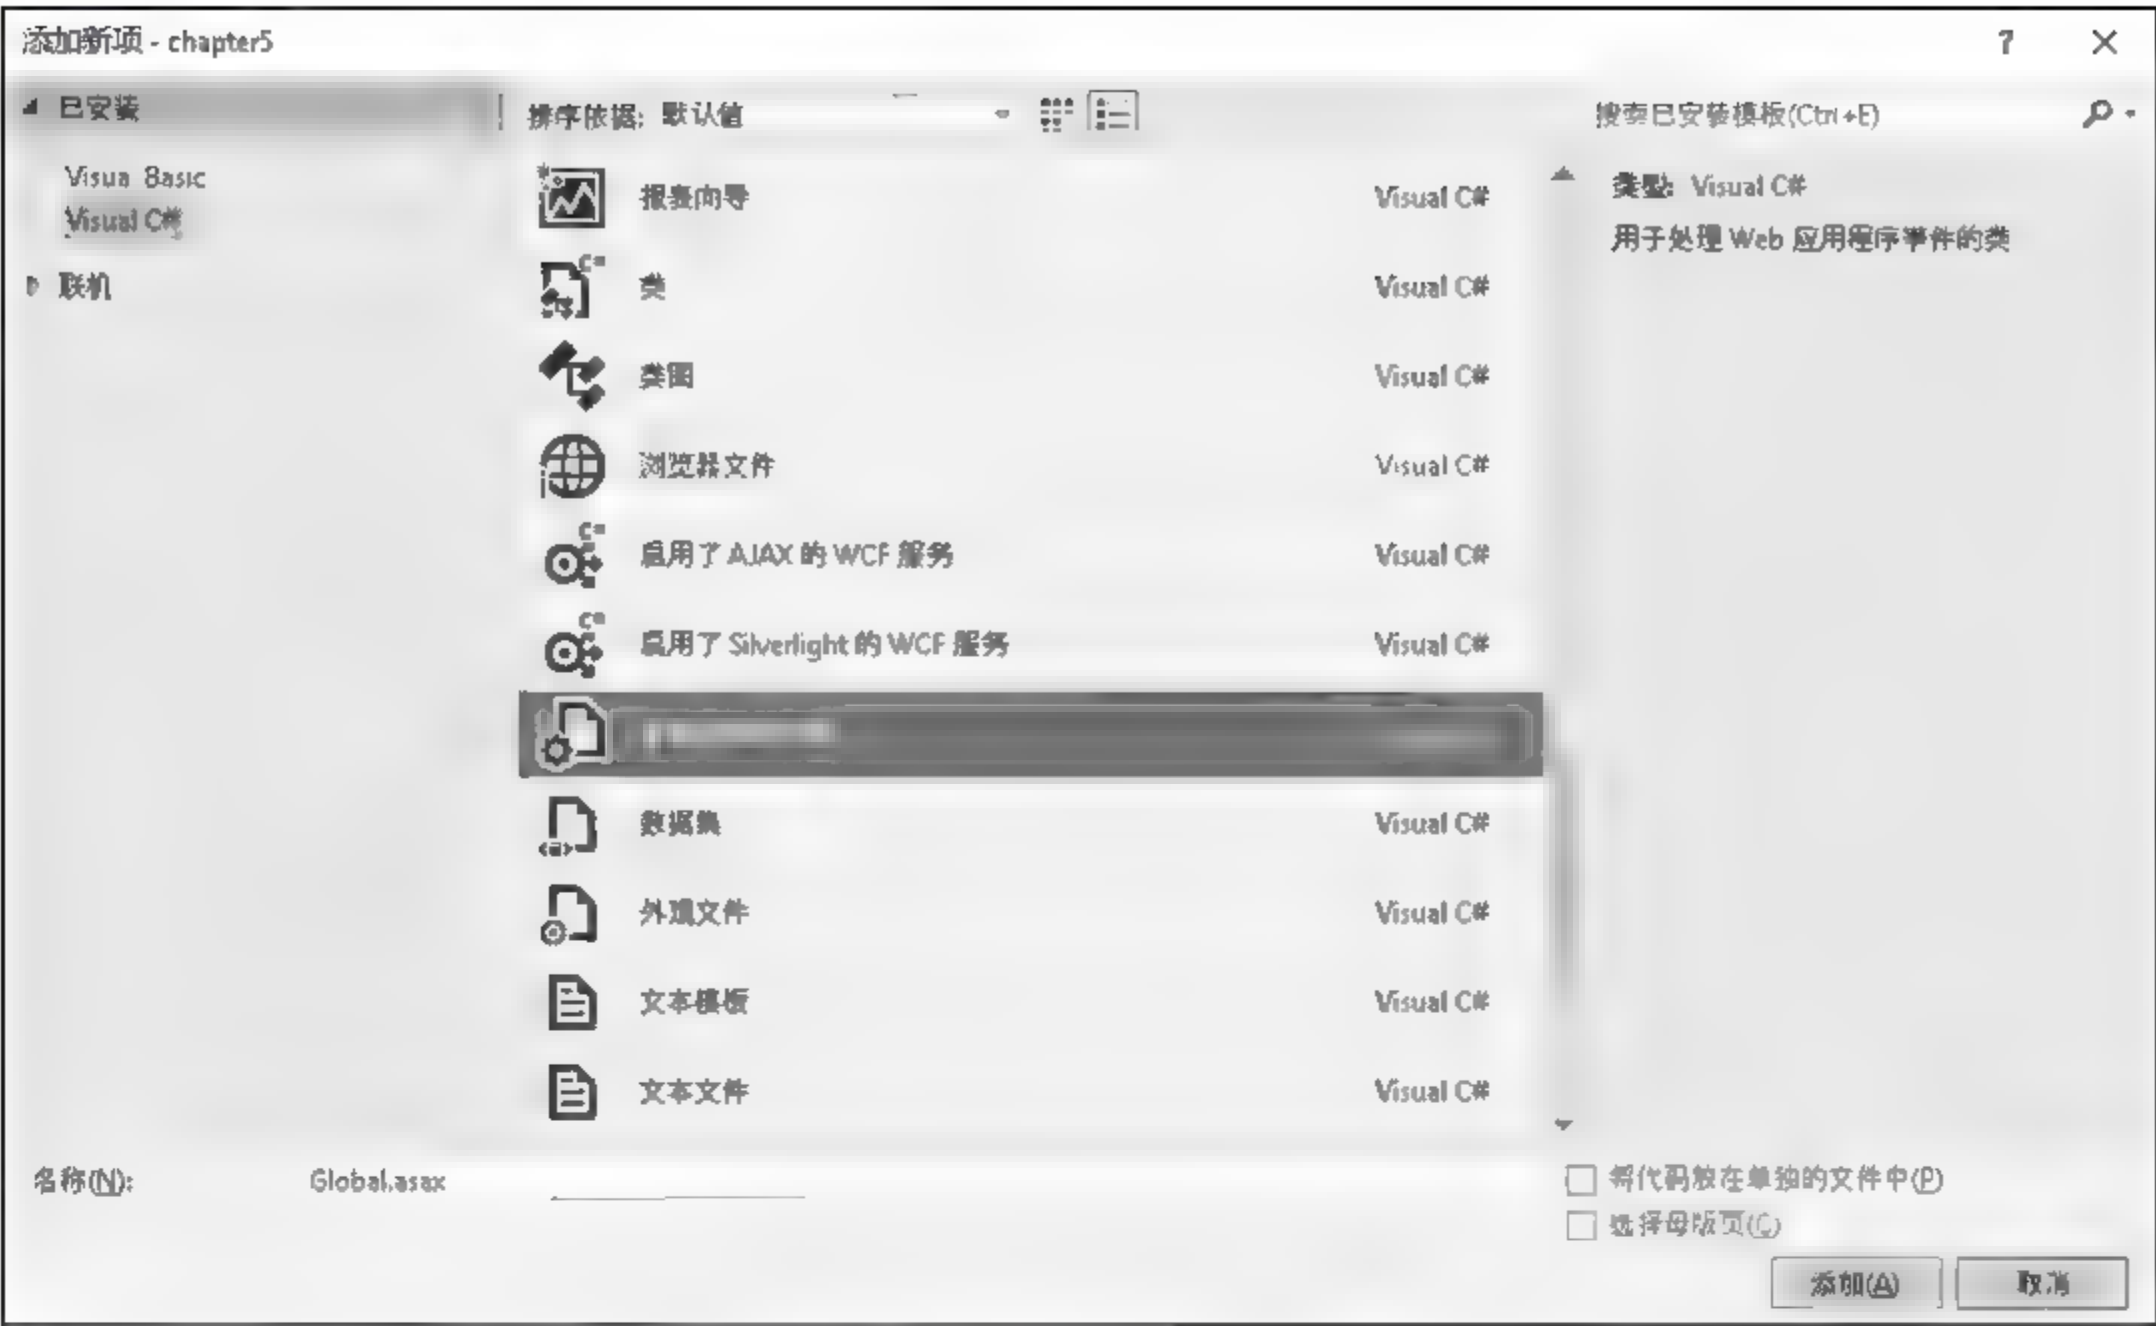 添加新项 - chapter5
?
已安装
Visua Basic
Visual C#
联机
排序依据: 默认值
搜索已安装模板(Ctrl+E)
报表向导 Visual C#
类 Visual C#
类图 Visual C#
浏览器文件 Visual C#
启用了 AJAX 的 WCF 服务 Visual C#
启用了 Silverlight 的 WCF 服务 Visual C#
数据集 Visual C#
外观文件 Visual C#
文本模板 Visual C#
文本文件 Visual C#
类型: Visual C#
用于处理 Web 应用程序事件的类
名称(N): Global.asax
将代码放在单独的文件中(P)
选择母版页(C)
添加(A)
取消